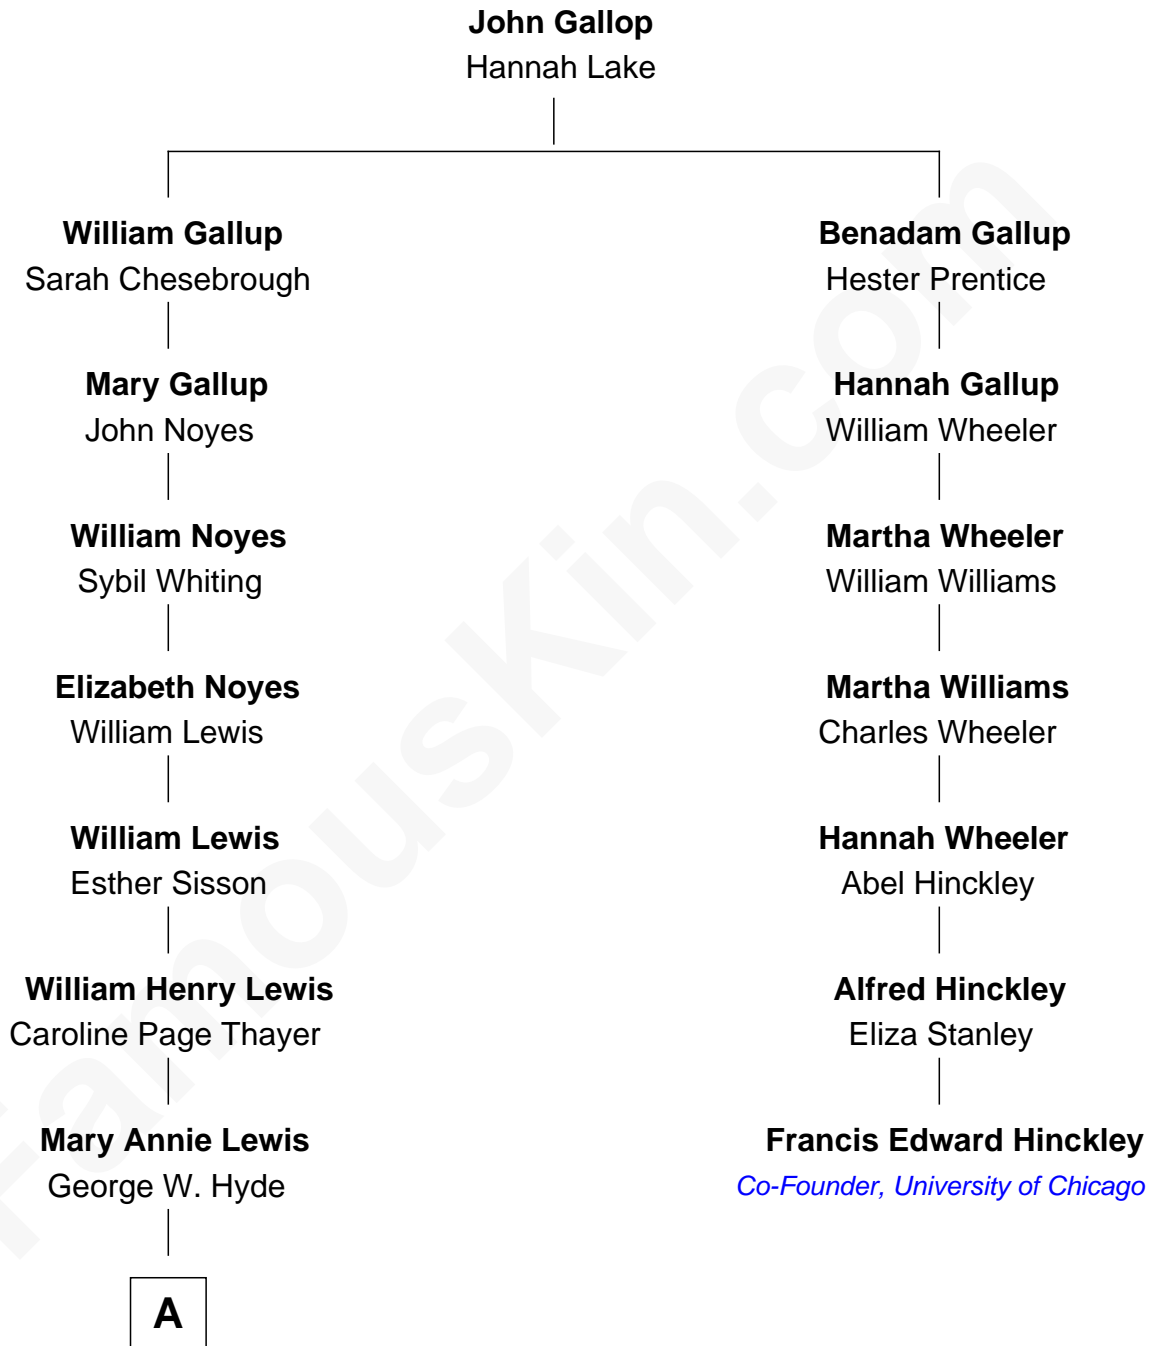 John Gallop
Hannah Lake
William Gallup
Sarah Chesebrough
Benadam Gallup
Hester Prentice
Mary Gallup
John Noyes
Hannah Gallup
William Wheeler
William Noyes
Sybil Whiting
Martha Wheeler
William Williams
Elizabeth Noyes
William Lewis
Martha Williams
Charles Wheeler
William Lewis
Esther Sisson
Hannah Wheeler
Abel Hinckley
William Henry Lewis
Caroline Page Thayer
Alfred Hinckley
Eliza Stanley
Mary Annie Lewis
George W. Hyde
Francis Edward Hinckley
Co-Founder, University of Chicago
A
FamousKin.com